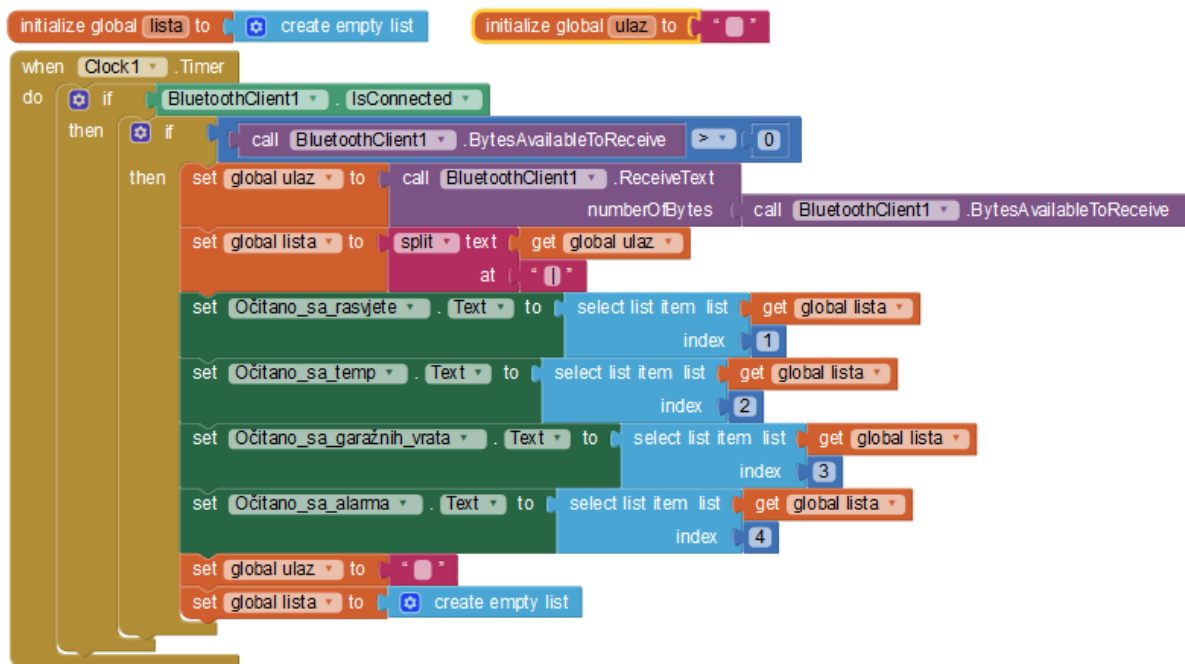 initialize global lista to create empty list
initialize global ulaz to " "
when Clock1 .Timer
do if BluetoothClient1 . IsConnected
then if call BluetoothClient1 .BytesAvailableToReceive > 0
then set global ulaz to call BluetoothClient1 .ReceiveText
numberOfBytes call BluetoothClient1 .BytesAvailableToReceive
set global lista to split text get global ulaz
at "|"
set Očitano_sa_rasvjete . Text to select list item list get global lista
index 1
set Očitano_sa_temp . Text to select list item list get global lista
index 2
set Očitano_sa_garažnih_vrata . Text to select list item list get global lista
index 3
set Očitano_sa_alarma . Text to select list item list get global lista
index 4
set global ulaz to " "
set global lista to create empty list